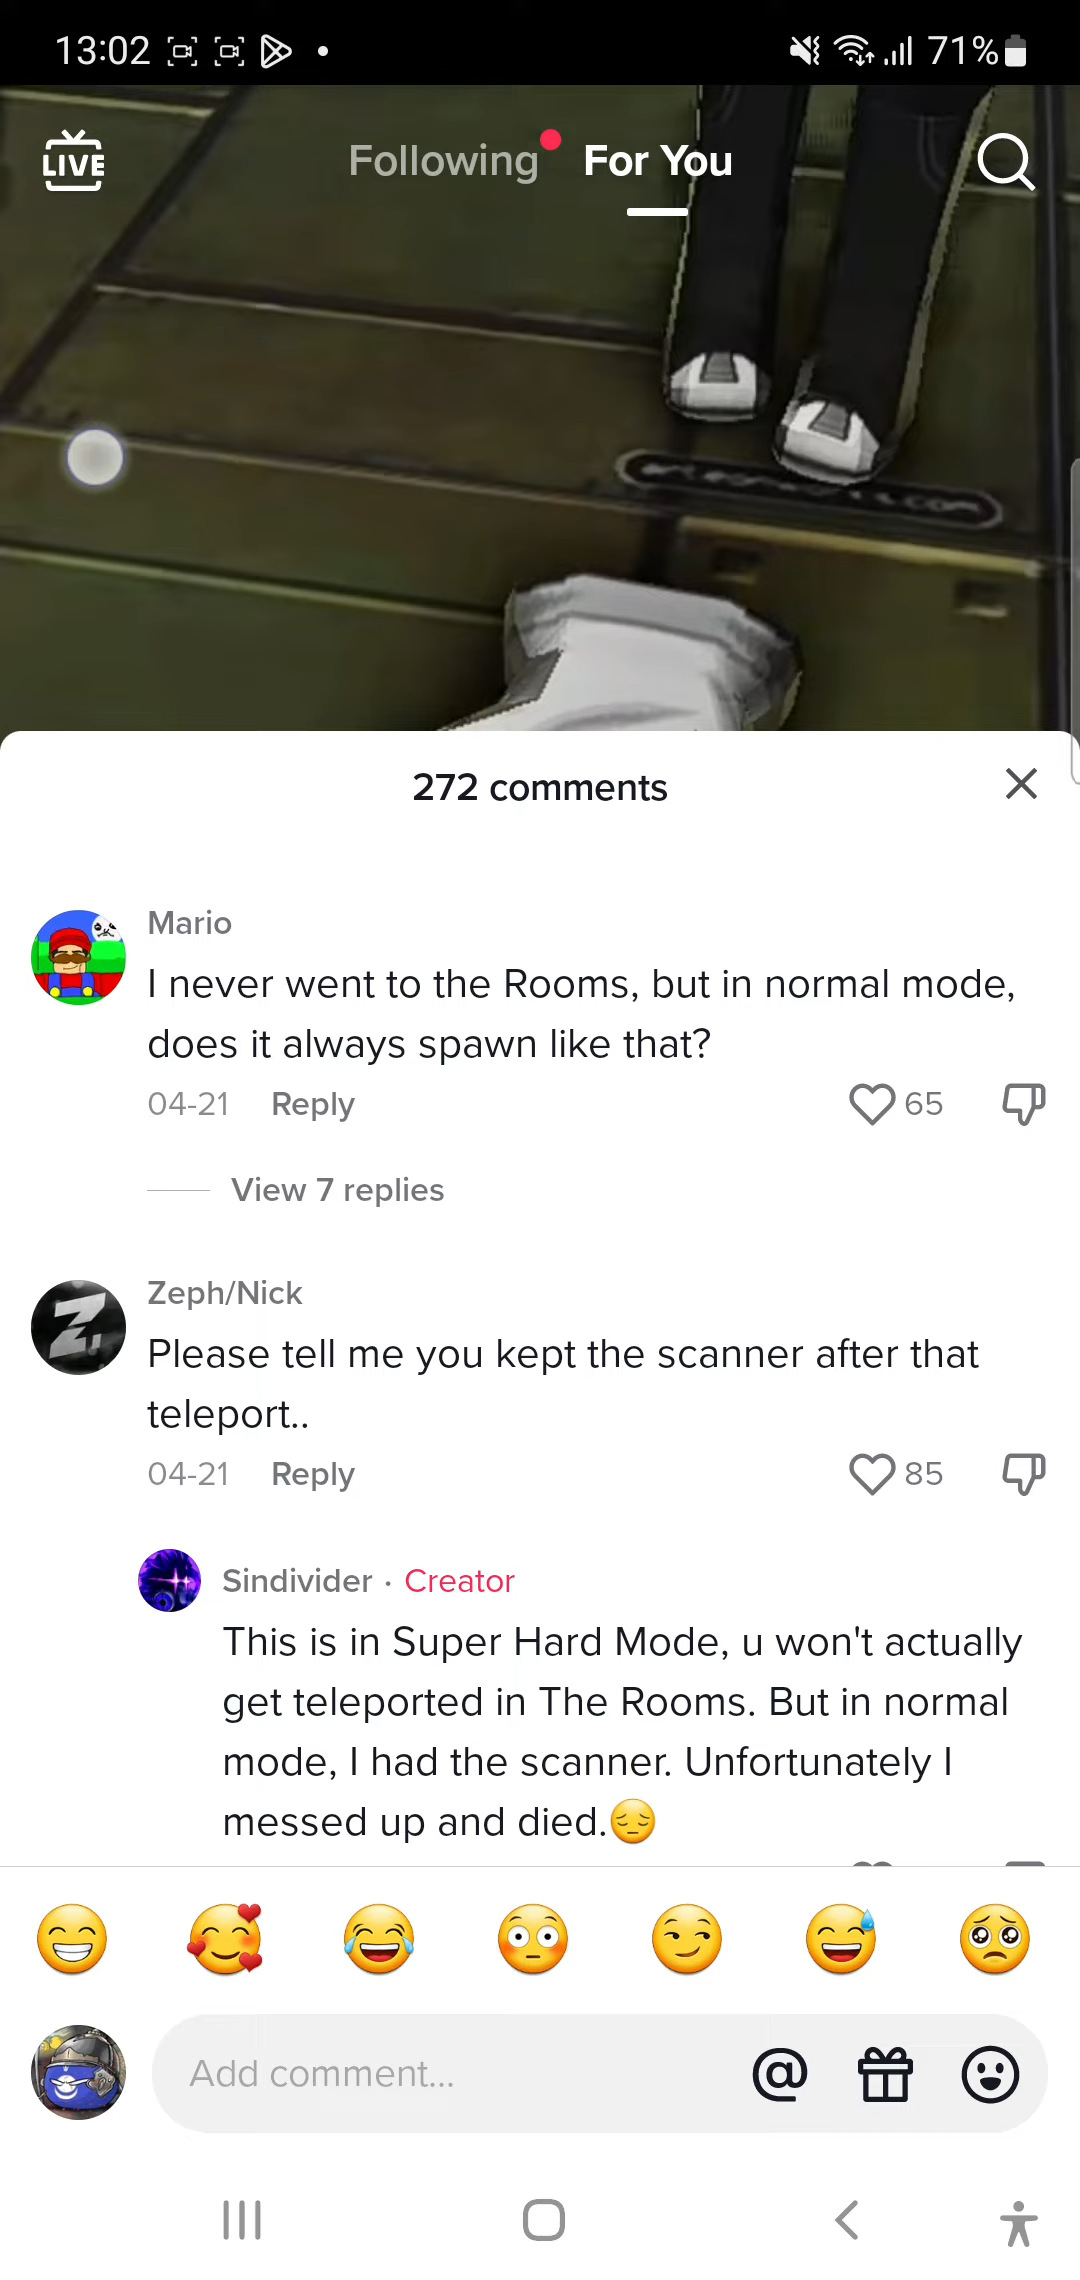 13:02 71%
LIVE Following For You
272 comments
Mario
I never went to the Rooms, but in normal mode,
does it always spawn like that?
04-21 Reply 65
View 7 replies
Zeph/Nick
Please tell me you kept the scanner after that
teleport..
04-21 Reply 85
Sindivider · Creator
This is in Super Hard Mode, u won't actually
get teleported in The Rooms. But in normal
mode, I had the scanner. Unfortunately I
messed up and died.😔
Add comment...